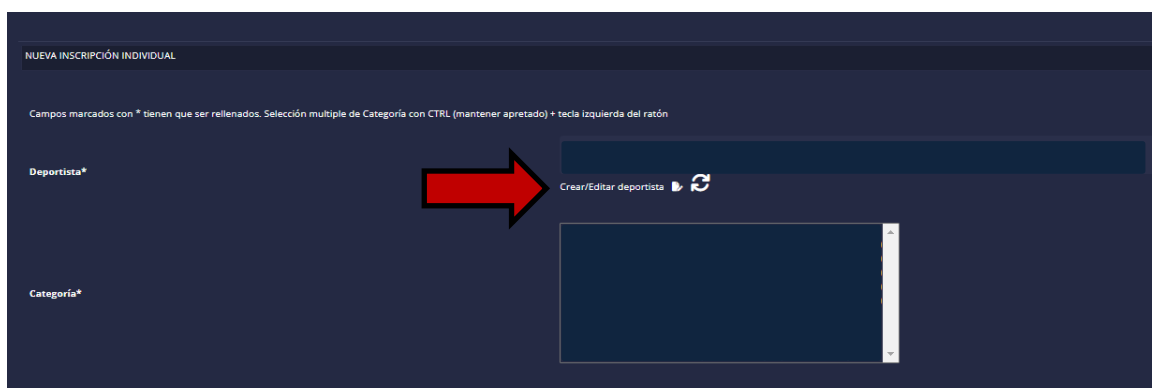 NUEVA INSCRIPCIÓN INDIVIDUAL
Campos marcados con * tienen que ser rellenados. Selección multiple de Categoría con CTRL (mantener apretado) + tecla izquierda del ratón
Deportista*
Crear/Editar deportista
Categoría*